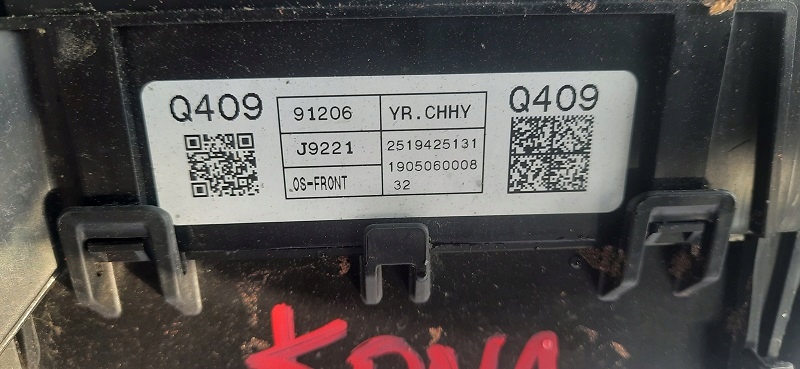 Q409
91206 YR.CHHY
Q409
J9221 2519425131
1905060008
OS-FRONT 32